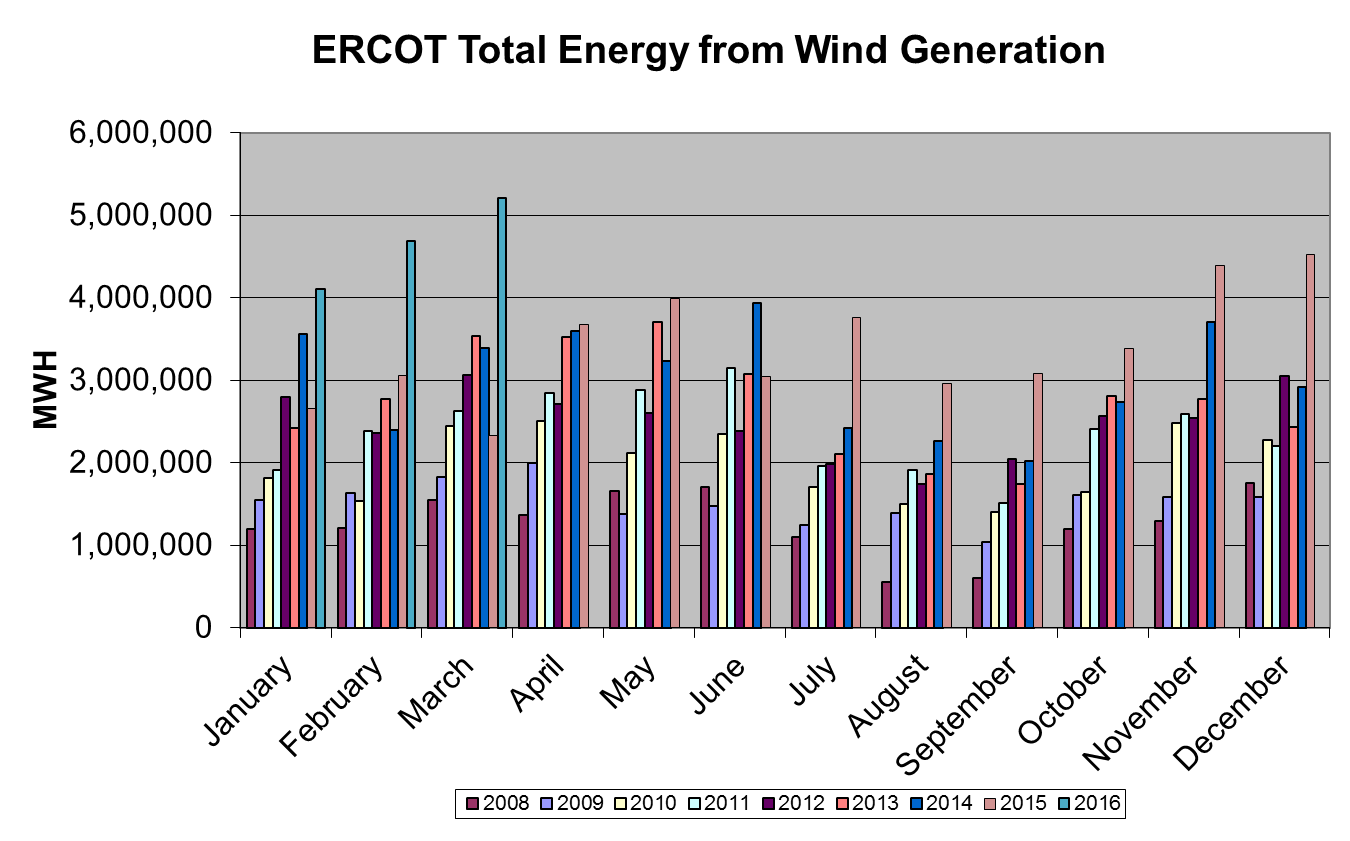 ERCOT Total Energy from Wind Generation
6,000,000
5,000,000
4,000,000
3,000,000
2,000,000
1,000,000
0
MWH
January
February
March
April
May
June
July
August
September
October
November
December
2008 2009 2010 2011 2012 2013 2014 2015 2016